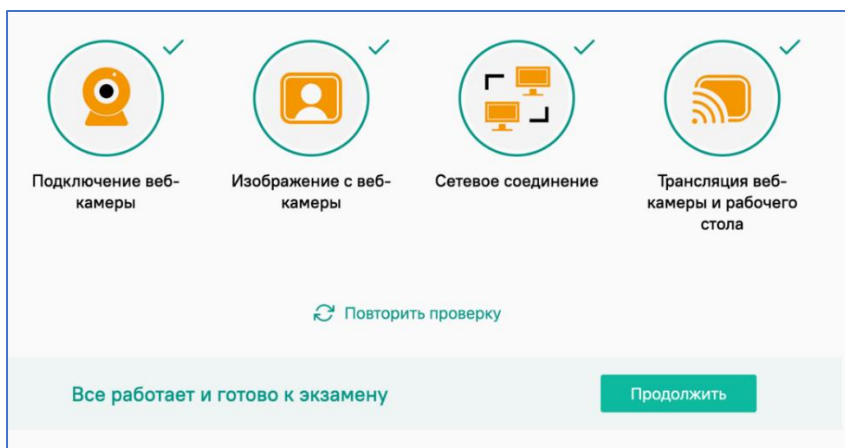 Подключение веб-
камеры
Изображение с веб-
камеры
Сетевое соединение
Трансляция веб-
камеры и рабочего
стола
Повторить проверку
Все работает и готово к экзамену
Продолжить